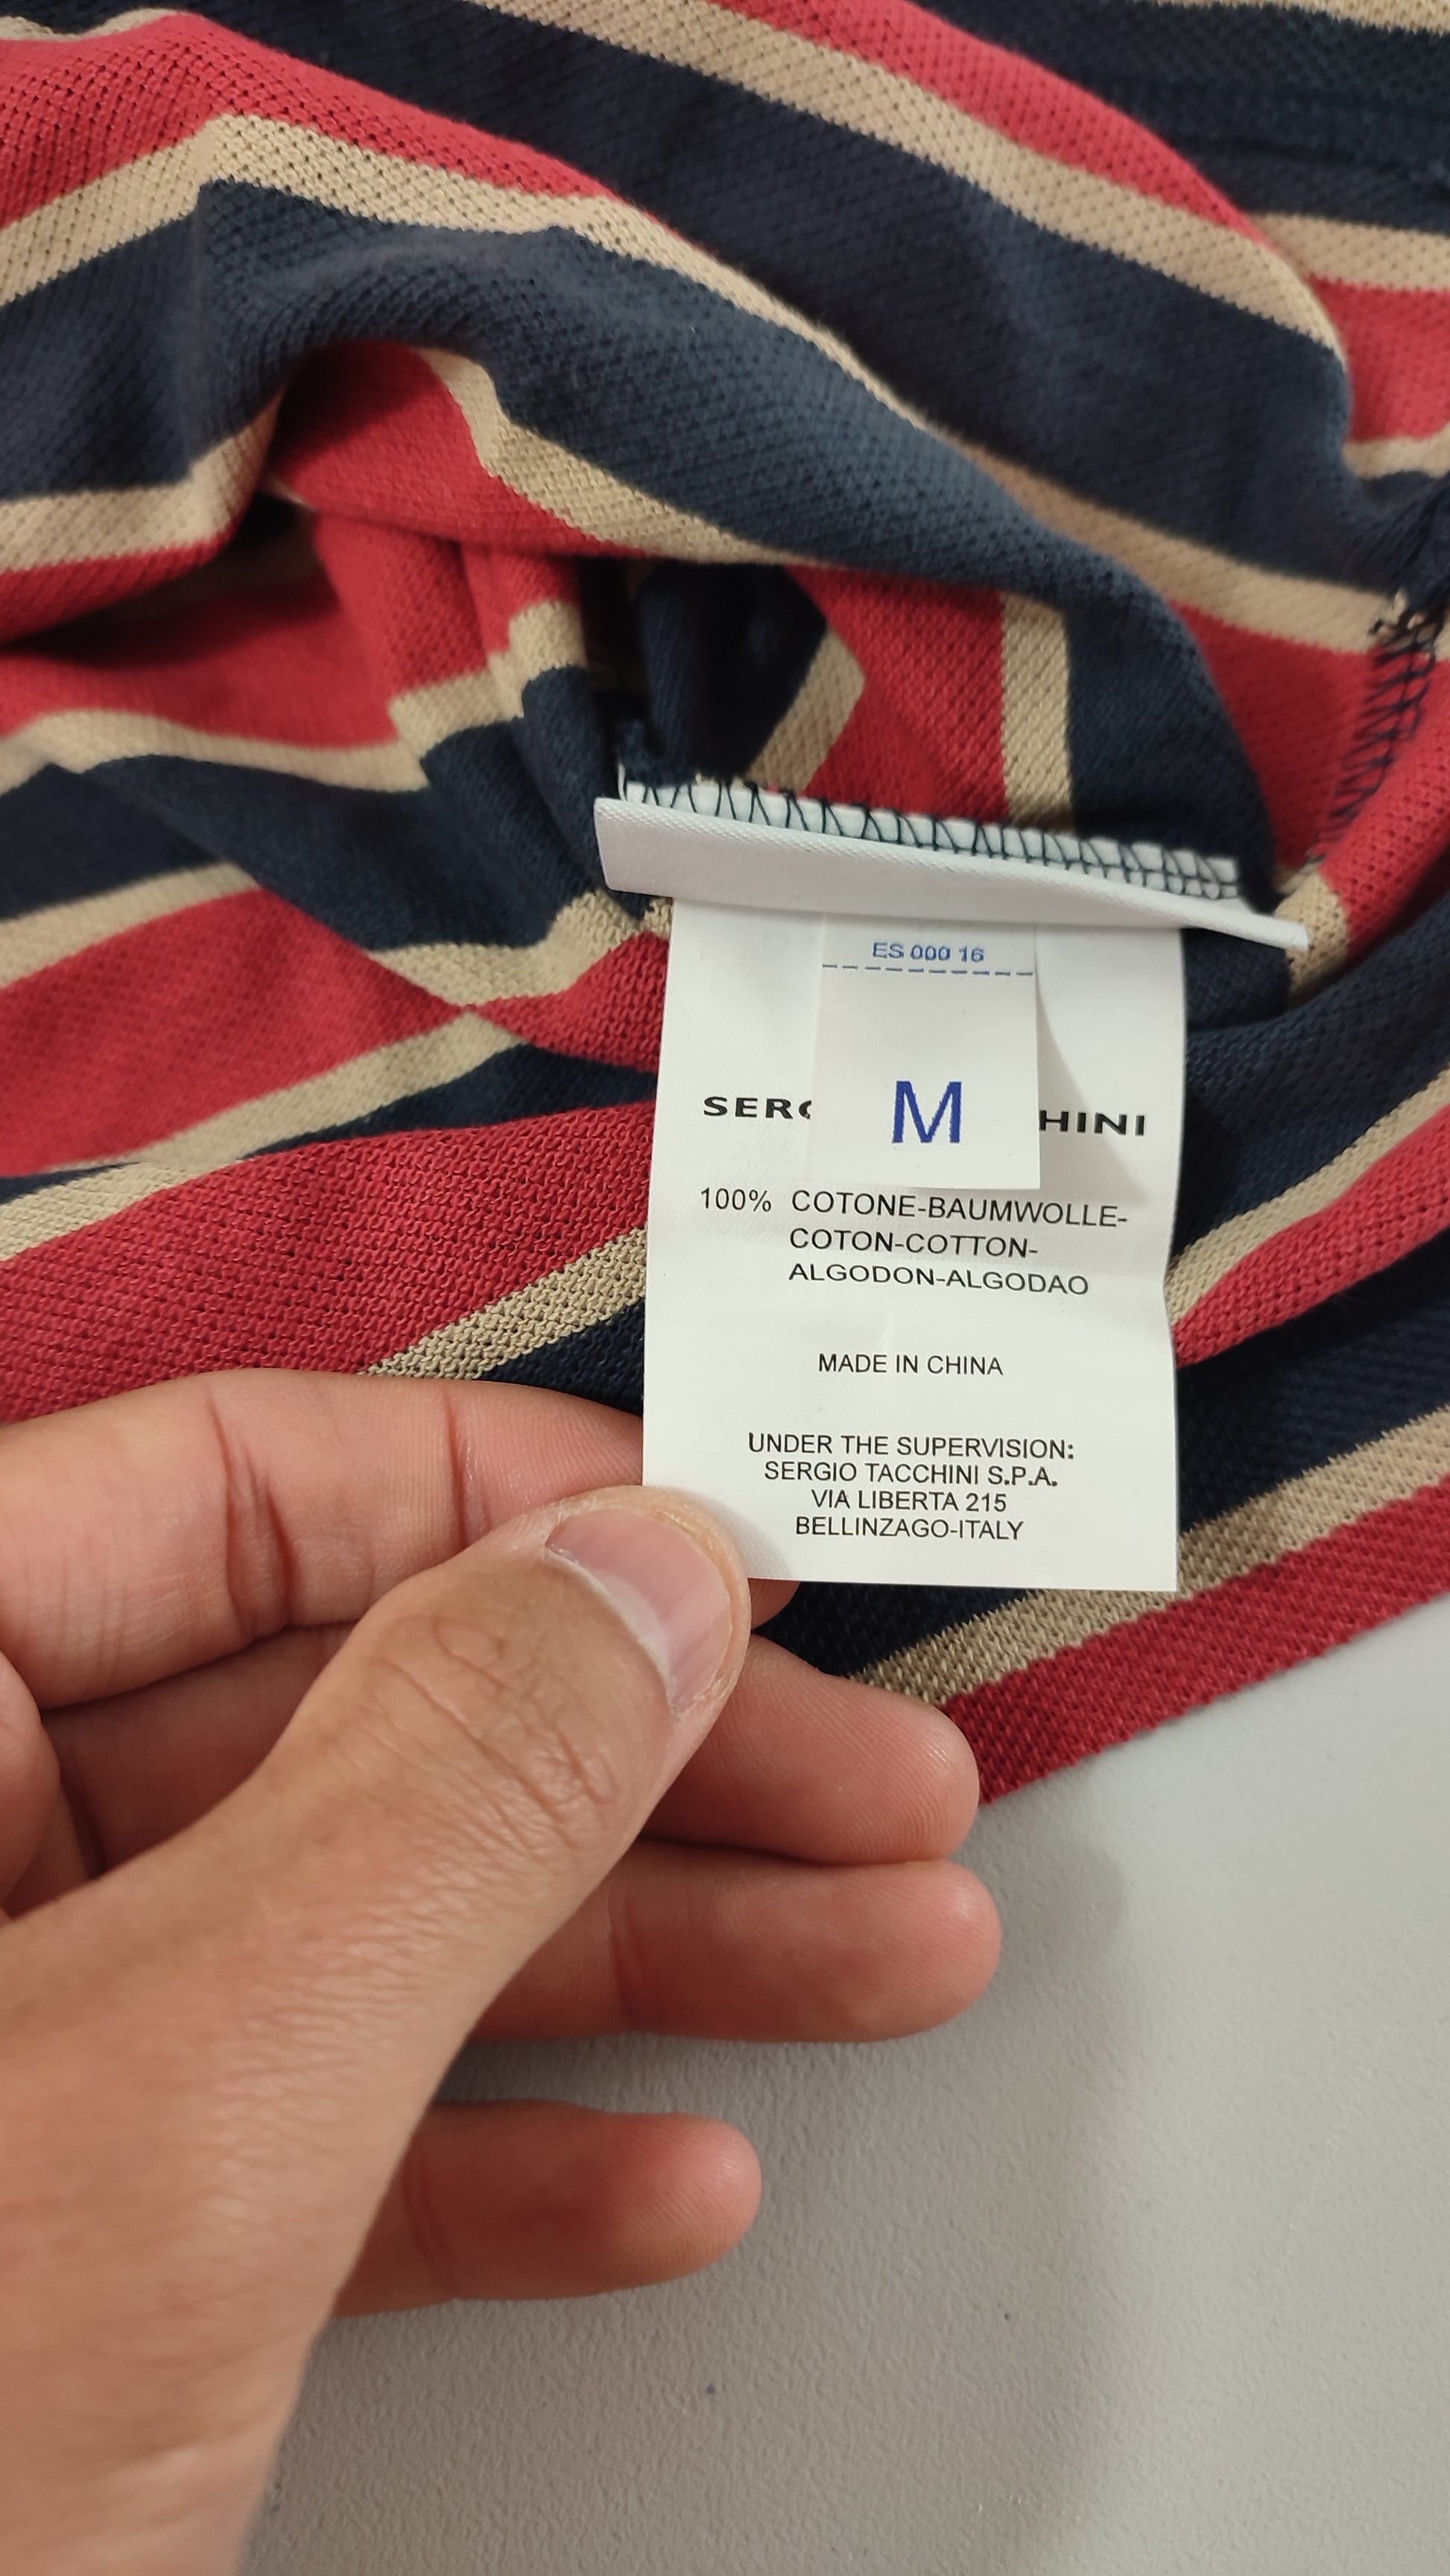 ES 000 16
M
SER HINI
100% COTONE-BAUMWOLLE-
COTON-COTTON-
ALGODON-ALGODAO
MADE IN CHINA
UNDER THE SUPERVISION:
SERGIO TACCHINI S.P.A.
VIA LIBERTA 215
BELLINZAGO-ITALY